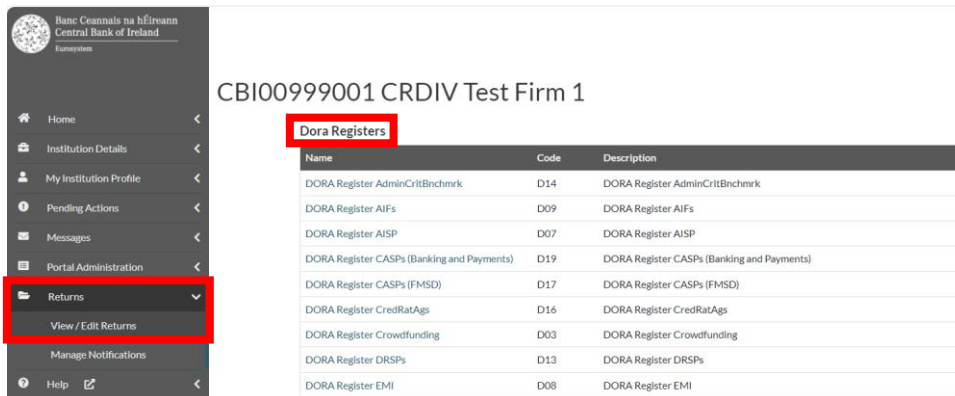 Banc Ceannais na hÉireann
Central Bank of Ireland
Eurosystem
CBI00999001 CRDIV Test Firm 1
Home
Institution Details
My Institution Profile
Pending Actions
Messages
Portal Administration
Returns
View / Edit Returns
Manage Notifications
Help
Dora Registers
Name Code Description
DORA Register AdminCritBnchmrk D14 DORA Register AdminCritBnchmrk
DORA Register AIFs D09 DORA Register AIFs
DORA Register AISP D07 DORA Register AISP
DORA Register CASPs (Banking and Payments) D19 DORA Register CASPs (Banking and Payments)
DORA Register CASPs (FMSD) D17 DORA Register CASPs (FMSD)
DORA Register CredRatAgs D16 DORA Register CredRatAgs
DORA Register Crowdfunding D03 DORA Register Crowdfunding
DORA Register DRSPs D13 DORA Register DRSPs
DORA Register EMI D08 DORA Register EMI